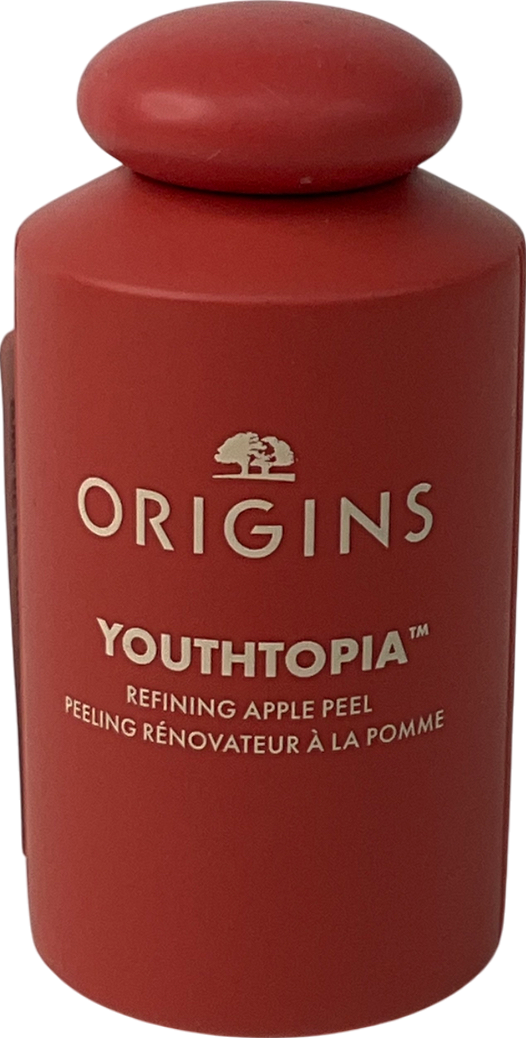 ORIGINS
YOUTHTOPIA™
REFINING APPLE PEEL
PEELING RÉNOVATEUR À LA POMME